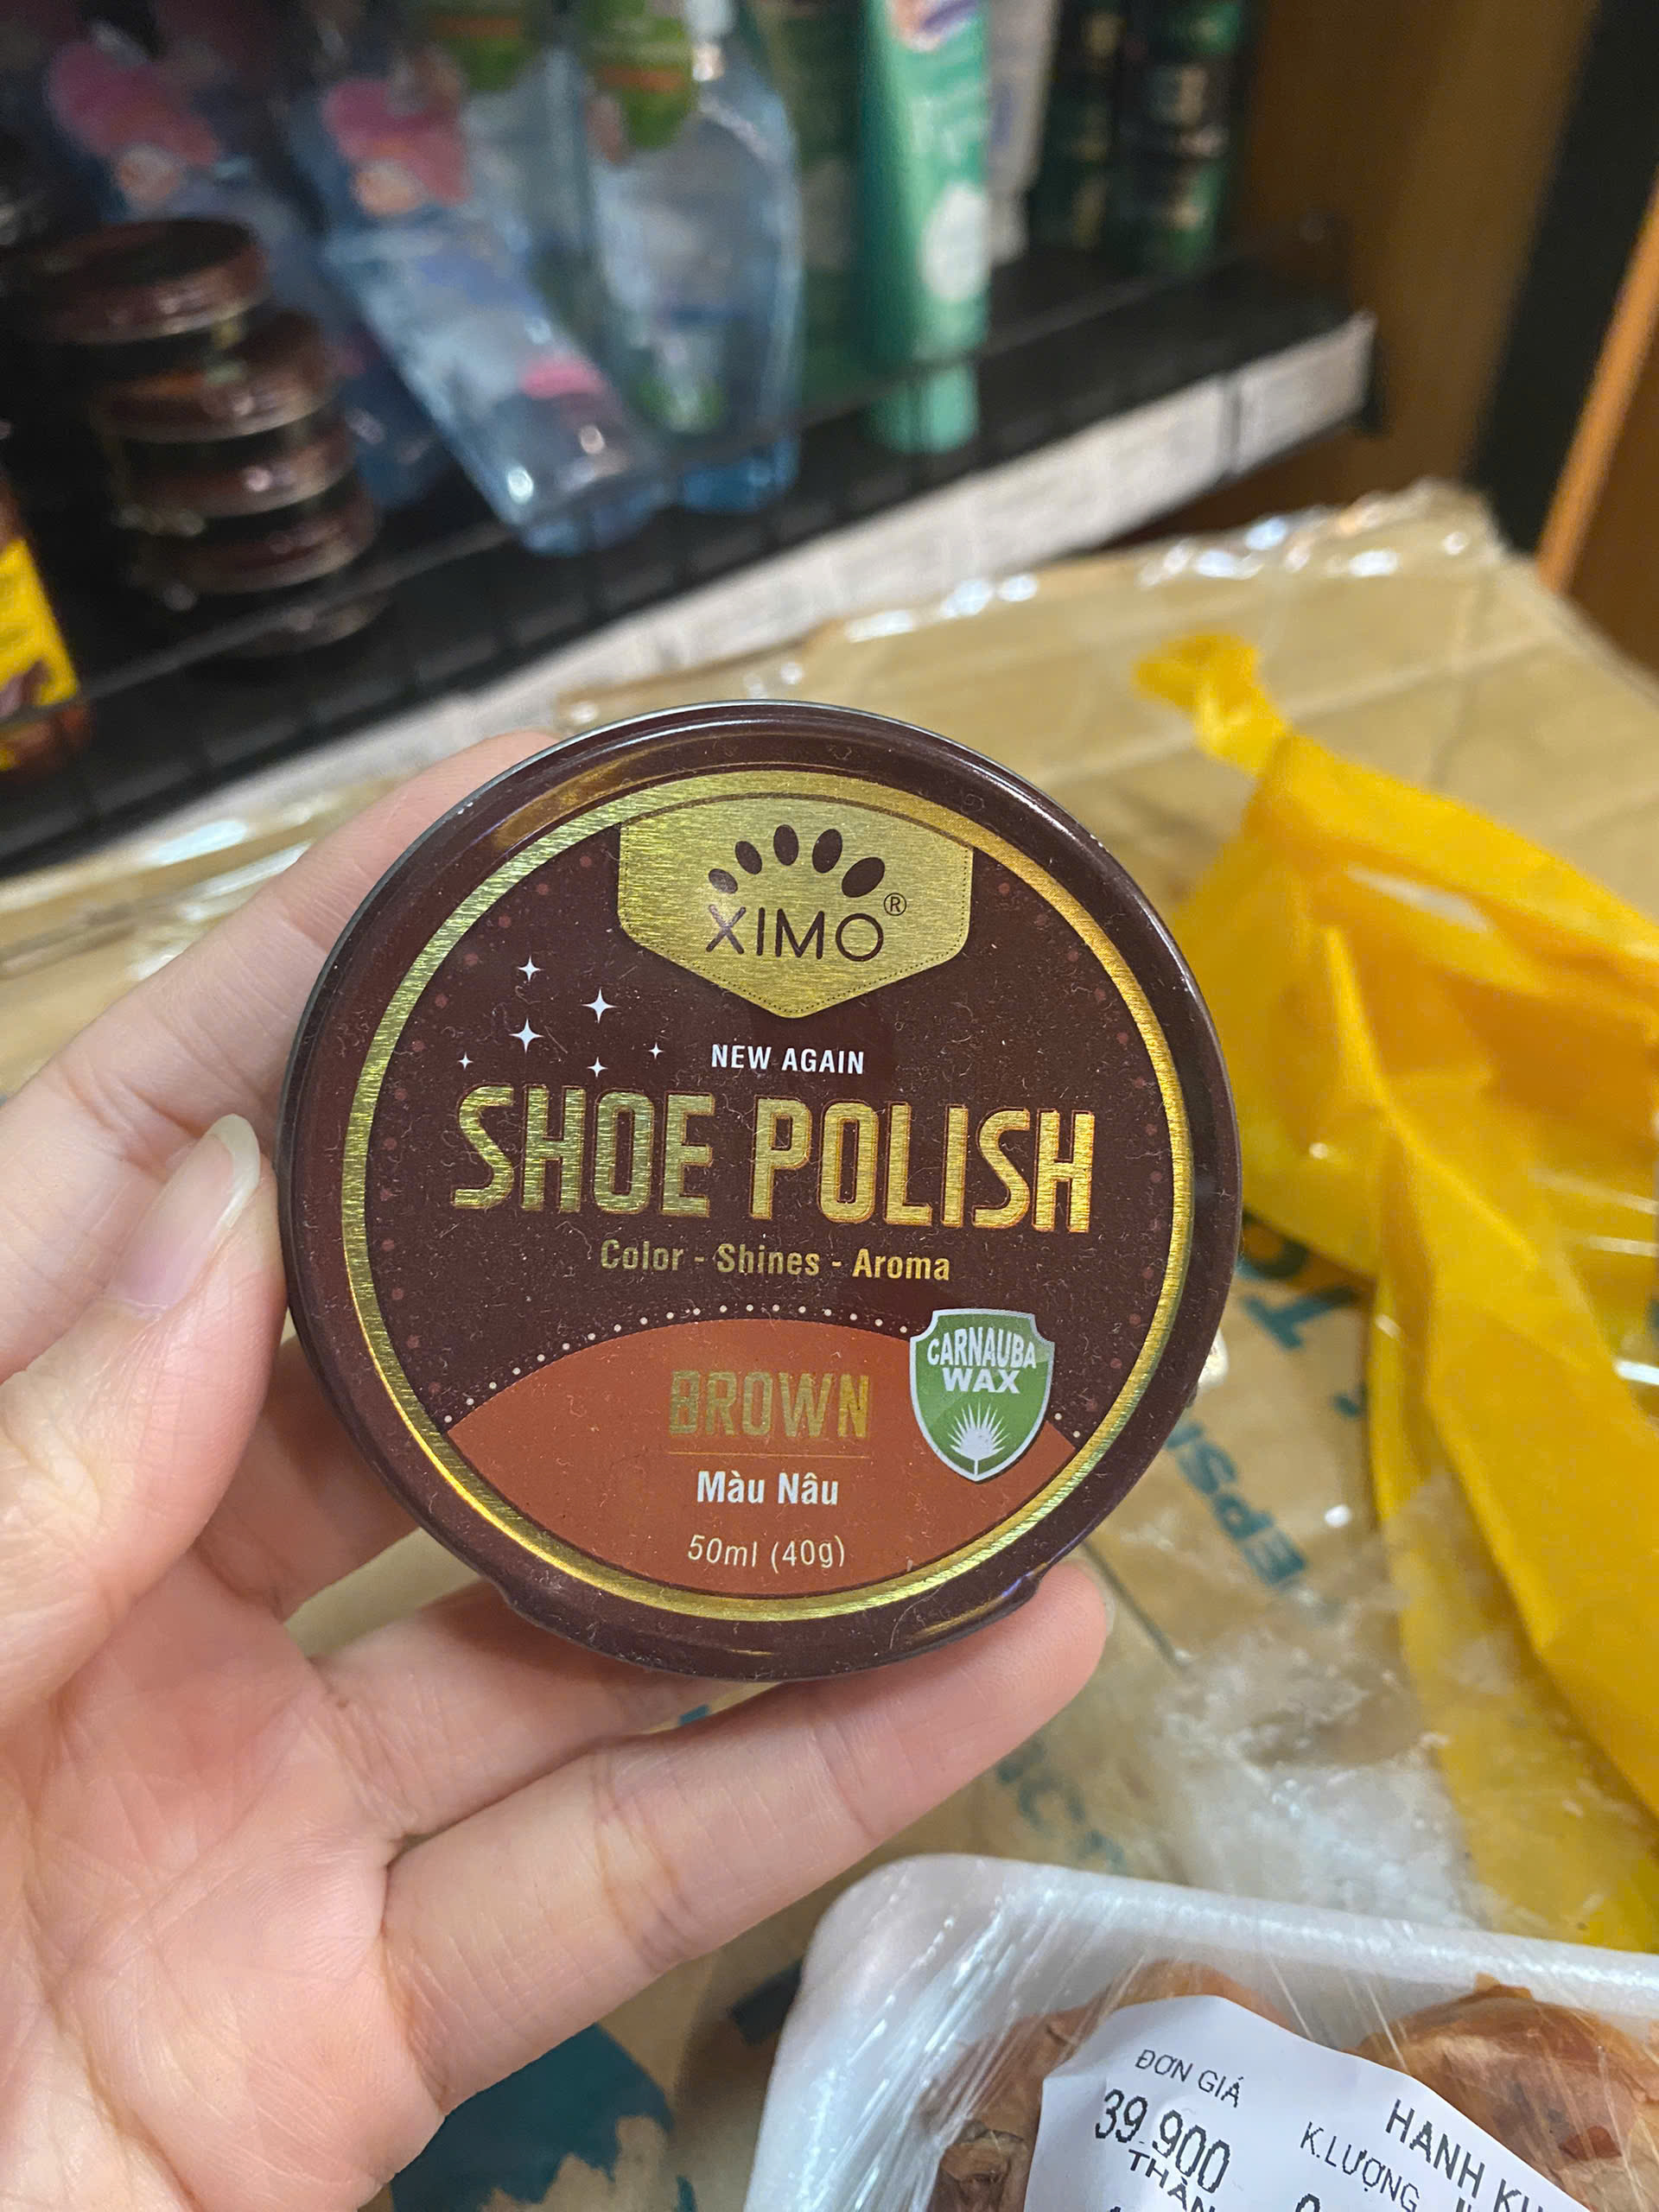 XIMO®
NEW AGAIN
SHOE POLISH
Color - Shines - Aroma
CARNAUBA
WAX
BROWN
Màu Nâu
50ml (40g)
EPSI
ĐƠN GIÁ
39.900
HANH
K.LƯỢNG